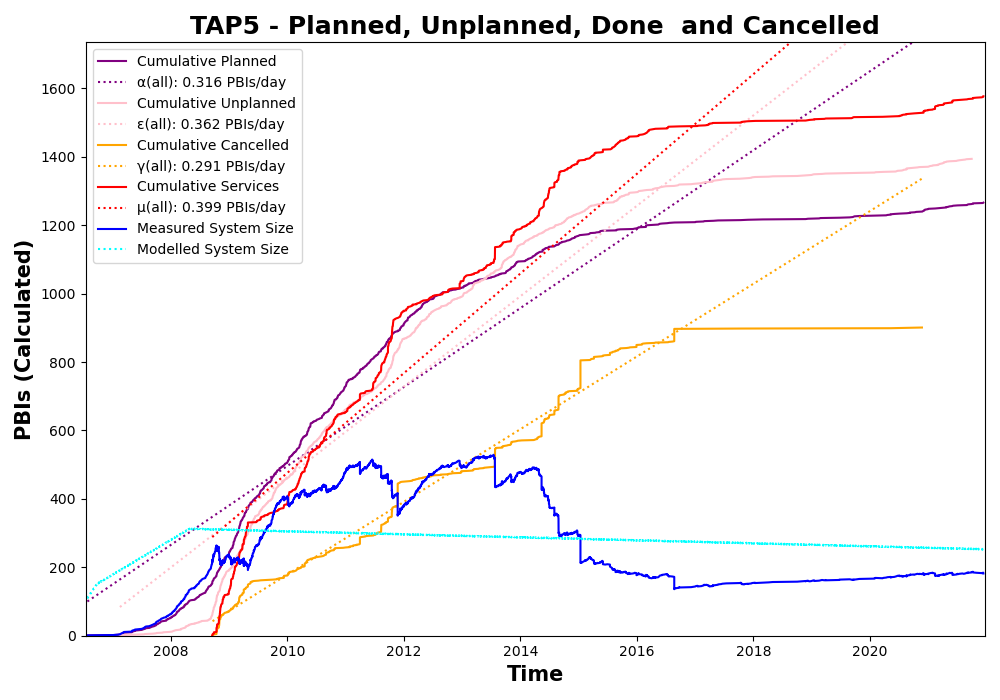 TAP5 - Planned, Unplanned, Done  and Cancelled
PBIs (Calculated)
1600
1400
1200
1000
800
600
400
200
0
Cumulative Planned
α(all): 0.316 PBIs/day
Cumulative Unplanned
ε(all): 0.362 PBIs/day
Cumulative Cancelled
γ(all): 0.291 PBIs/day
Cumulative Services
μ(all): 0.399 PBIs/day
Measured System Size
Modelled System Size
2008 2010 2012 2014 2016 2018 2020
Time